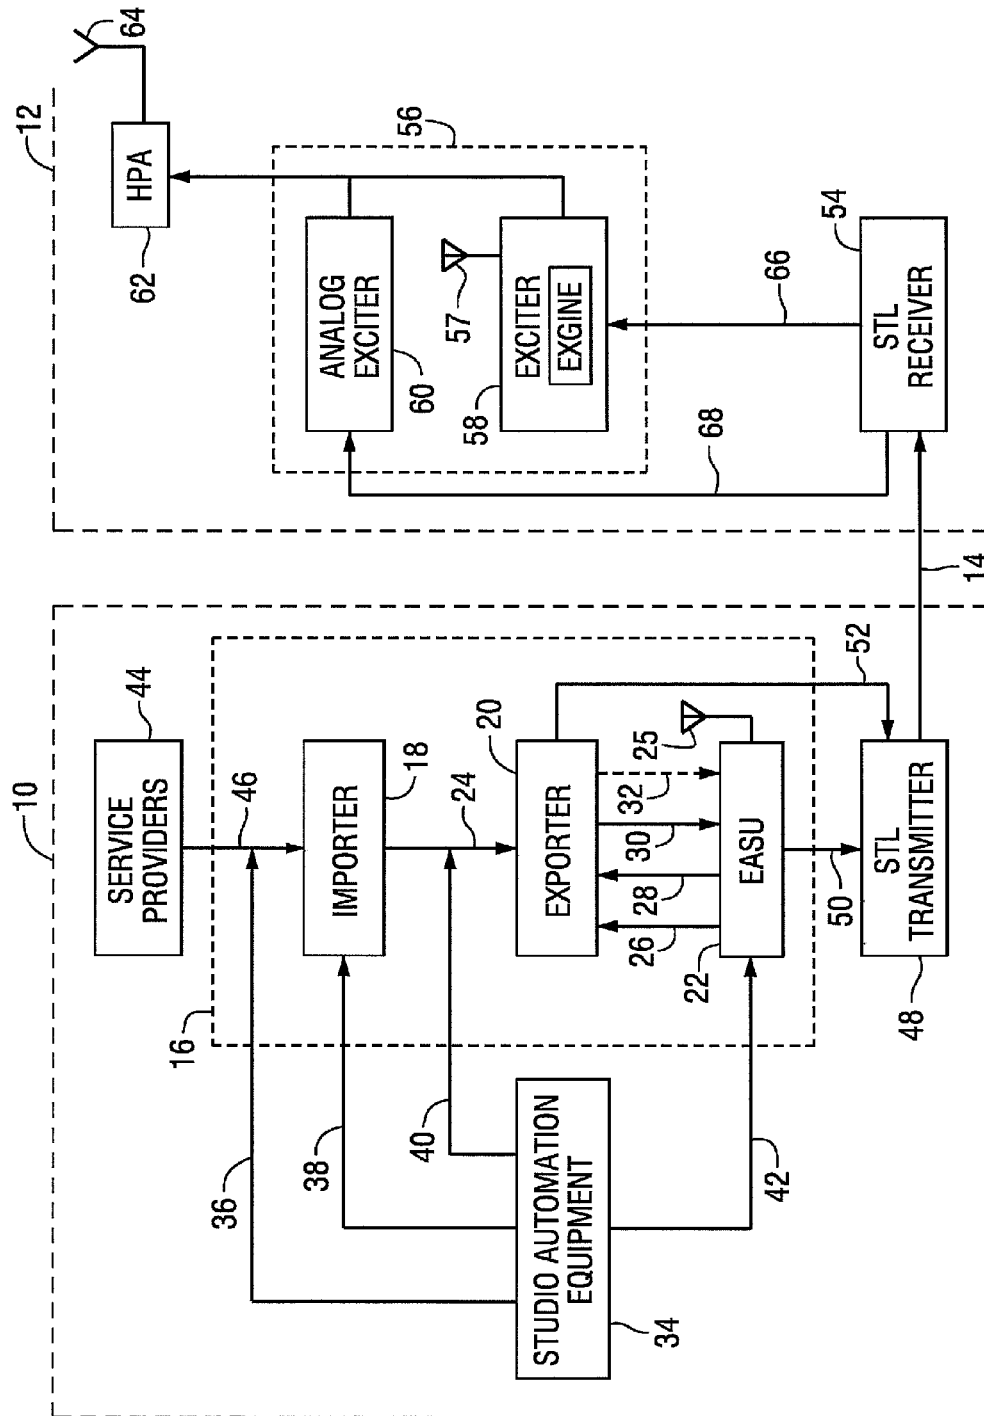 10
SERVICE
PROVIDERS
44
46
36
16
IMPORTER
18
38
24
40
EXPORTER
20
52
STUDIO AUTOMATION
EQUIPMENT
34
26
28
30
32
25
22
EASU
42
50
STL
TRANSMITTER
48
14
12
64
HPA
62
56
ANALOG
EXCITER
60
57
EXCITER
EXGINE
58
66
68
STL
RECEIVER
54